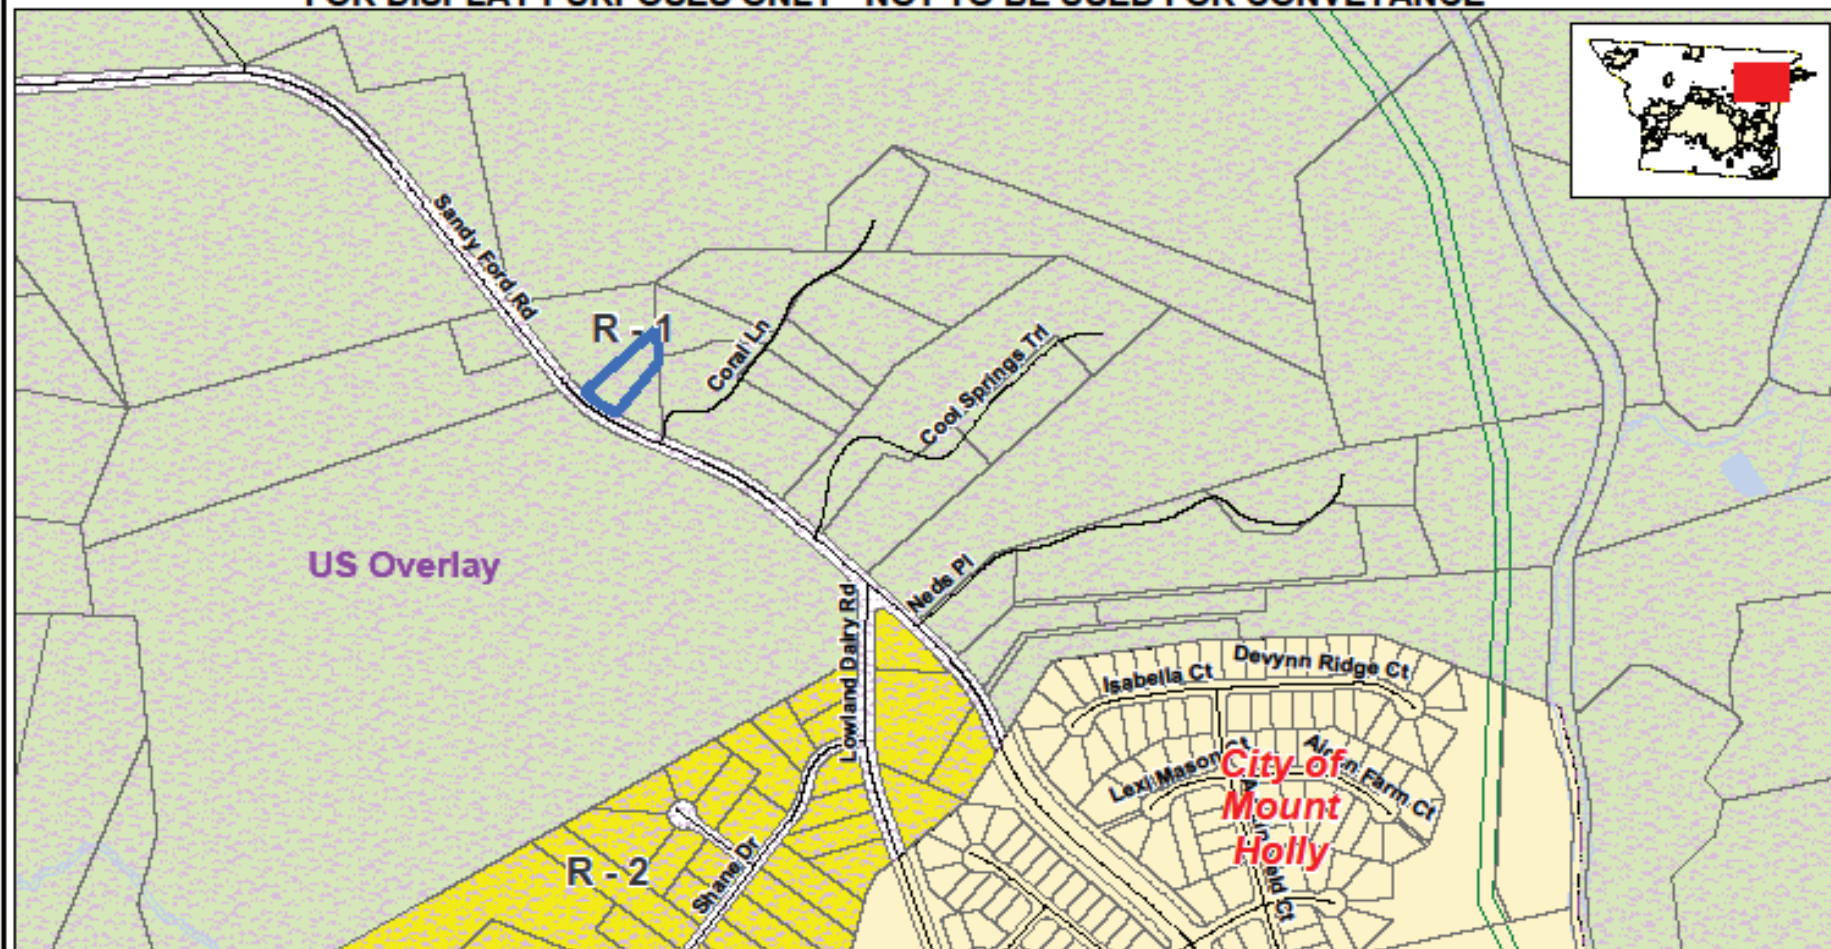 FOR DISPLAY PURPOSES ONLY - NOT TO BE USED FOR CONVEYANCE
Sandy Ford Rd
R - 1
Coral Ln
Cool Springs Trl
US Overlay
Neds Pl
Lowland Dairy Rd
Isabella Ct
Devynn Ridge Ct
Lexi Mason Ct
Farm Ct
City of
Mount
Holly
R - 2
Shane Dr